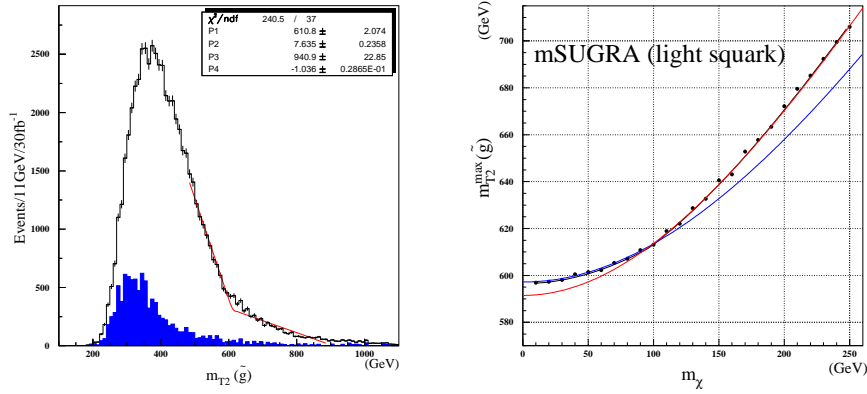 χ²/ndf 240.5 / 37
P1 610.8 ± 2.074
P2 7.635 ± 0.2358
P3 940.9 ± 22.85
P4 -1.036 ± 0.2865E-01
Events/11GeV/30fb⁻¹
2500
2000
1500
1000
500
0
200 400 600 800 1000
(GeV)
m_T2 (g̃)
(GeV)
mSUGRA (light squark)
m_T2^max(g̃)
700
680
660
640
620
600
580
0 50 100 150 200 250
(GeV)
m_χ